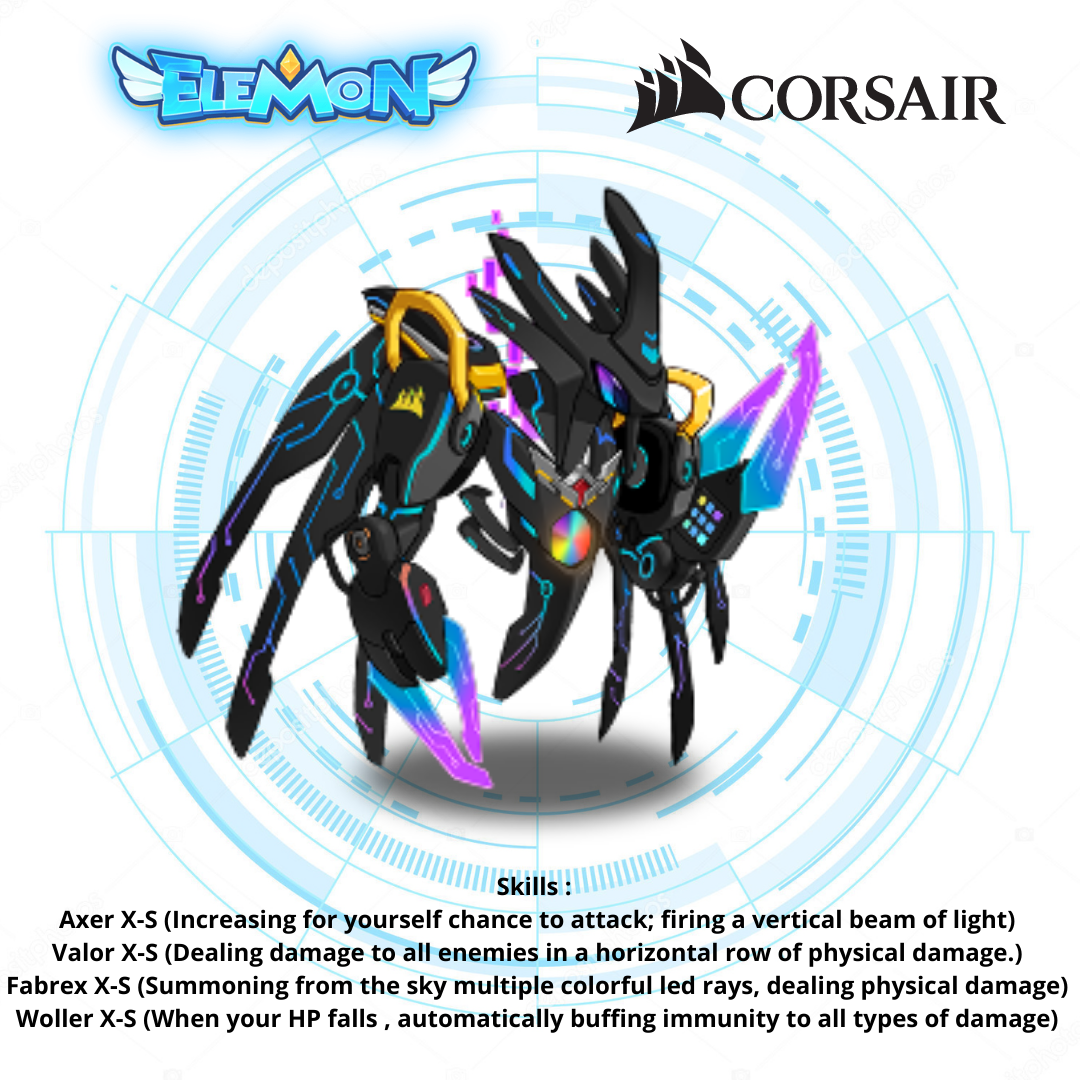 ELEMON
CORSAIR
depositphotos
Skills :
Axer X-S (Increasing for yourself chance to attack; firing a vertical beam of light)
Valor X-S (Dealing damage to all enemies in a horizontal row of physical damage.)
Fabrex X-S (Summoning from the sky multiple colorful led rays, dealing physical damage)
Woller X-S (When your HP falls , automatically buffing immunity to all types of damage)